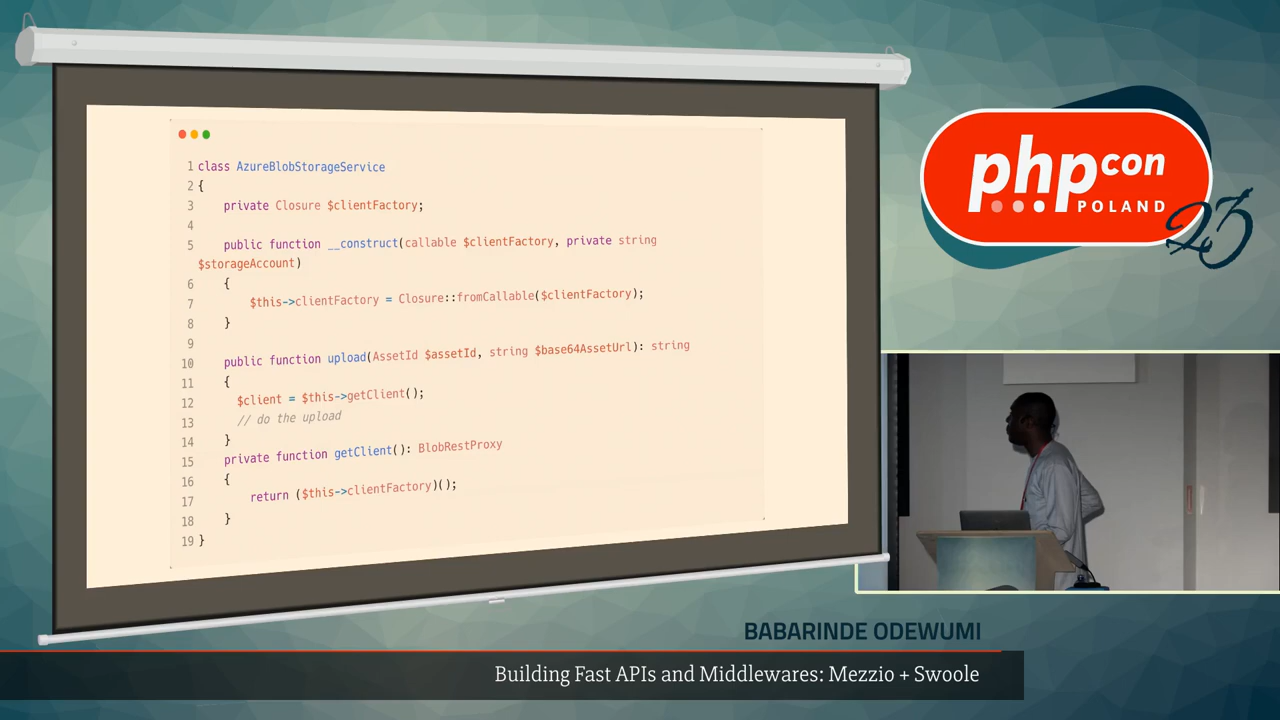 1 class AzureBlobStorageService
2 {
3 private Closure $clientFactory;
4
5 public function __construct(callable $clientFactory, private string
$storageAccount)
6 {
7 $this->clientFactory = Closure::fromCallable($clientFactory);
8 }
9
10 public function upload(AssetId $assetId, string $base64AssetUrl): string
11 {
12 $client = $this->getClient();
13 // do the upload
14 }
15 private function getClient(): BlobRestProxy
16 {
17 return ($this->clientFactory)();
18 }
19 }
phpcon
POLAND
23
BABARINDE ODEWUMI
Building Fast APIs and Middlewares: Mezzio + Swoole